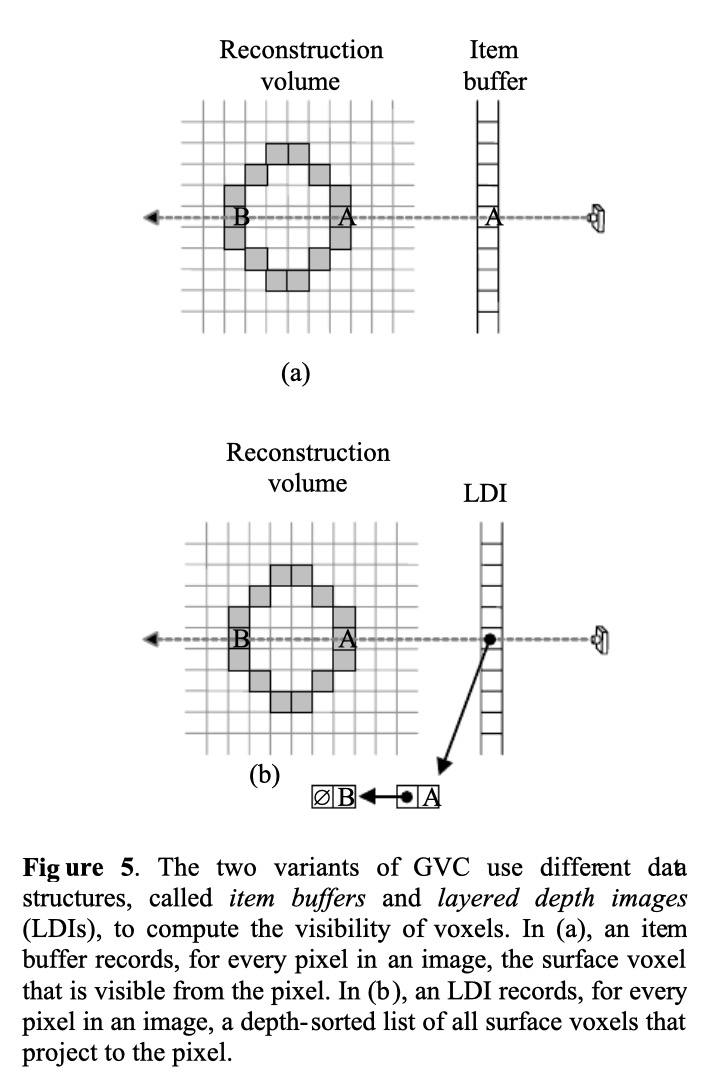 Reconstruction
volume
Item
buffer
B
A
A
(a)
Reconstruction
volume
LDI
B
A
(b)
∅ B
A
Figure 5. The two variants of GVC use different data
structures, called item buffers and layered depth images
(LDIs), to compute the visibility of voxels. In (a), an item
buffer records, for every pixel in an image, the surface voxel
that is visible from the pixel. In (b), an LDI records, for every
pixel in an image, a depth-sorted list of all surface voxels that
project to the pixel.